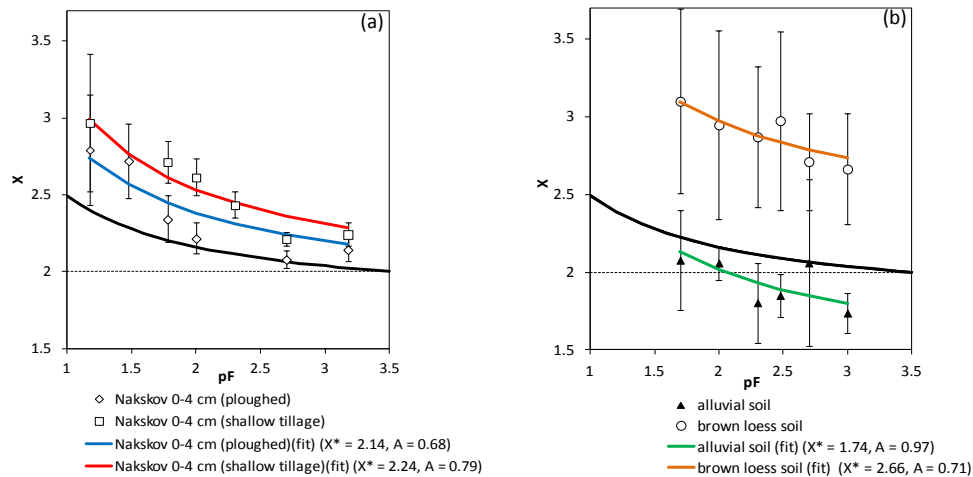 (a)
3.5
3
2.5
2
1.5
X
1 1.5 2 2.5 3 3.5
pF
Nakskov 0-4 cm (ploughed)
Nakskov 0-4 cm (shallow tillage)
Nakskov 0-4 cm (ploughed)(fit) (X* = 2.14, A = 0.68)
Nakskov 0-4 cm (shallow tillage)(fit) (X* = 2.24, A = 0.79)
(b)
3.5
3
2.5
2
1.5
X
1 1.5 2 2.5 3 3.5
pF
alluvial soil
brown loess soil
alluvial soil (fit) (X* = 1.74, A = 0.97)
brown loess soil (fit) (X* = 2.66, A = 0.71)